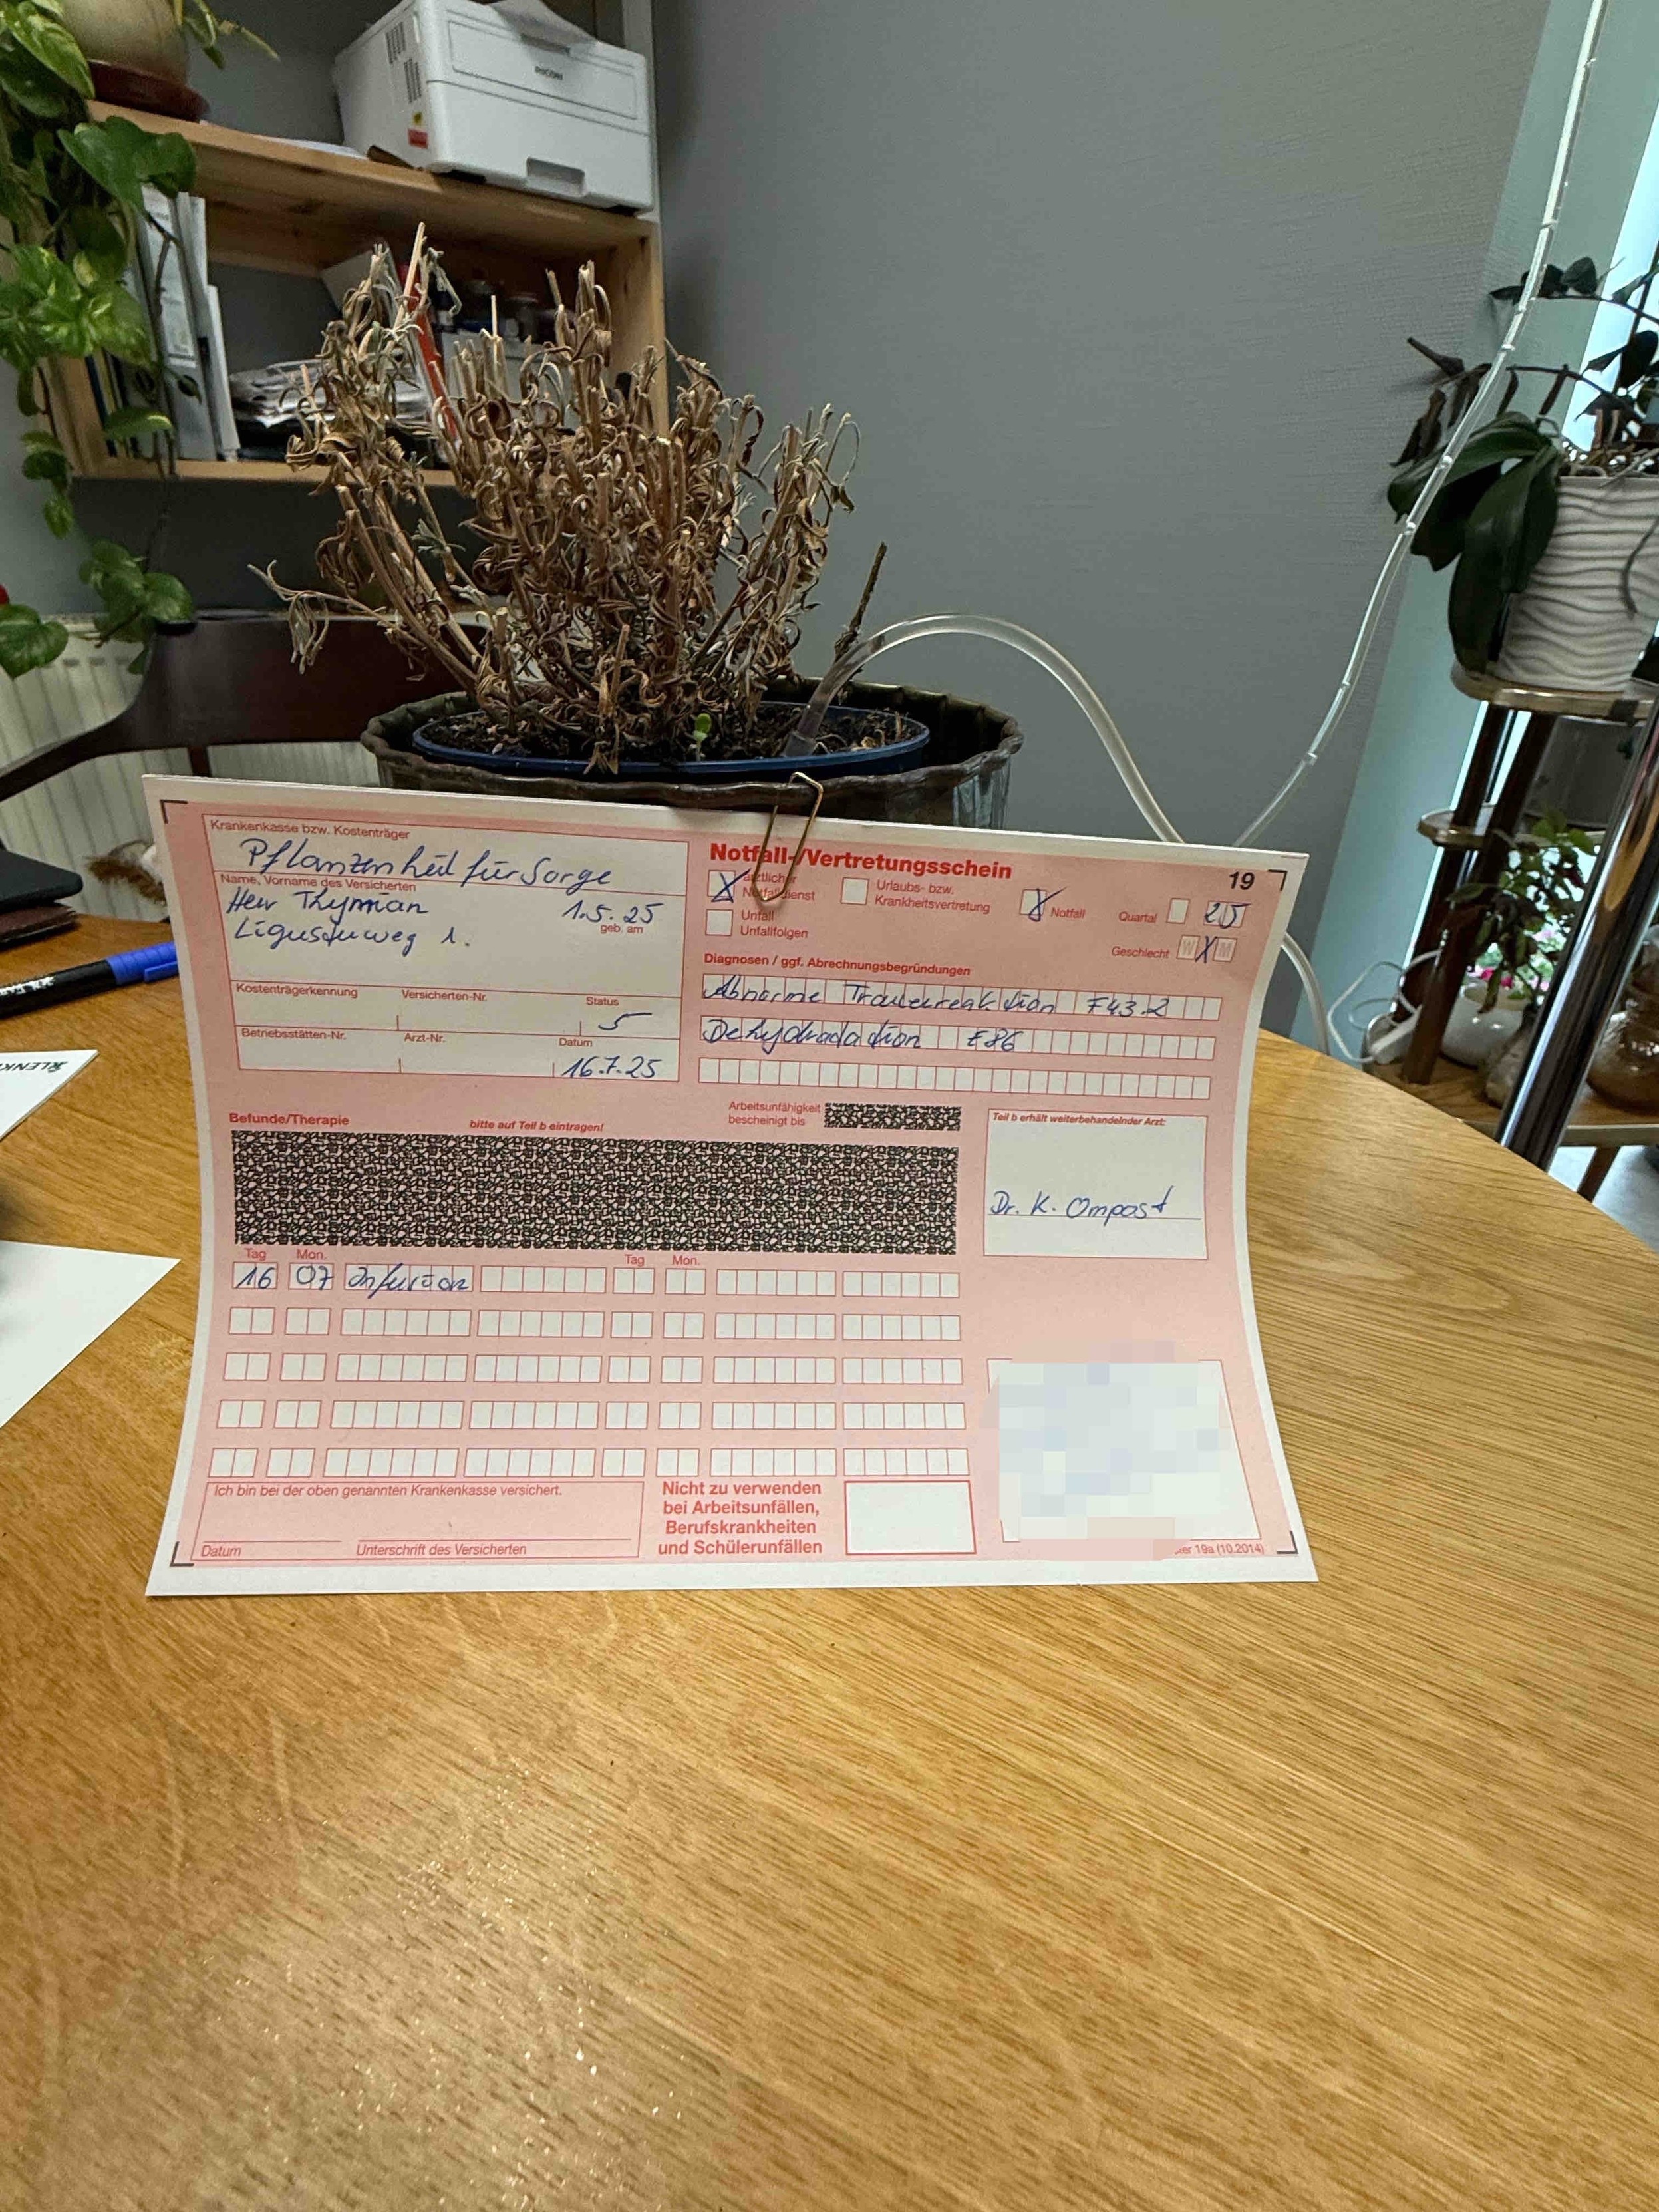 RICOH
Krankenkasse bzw. Kostenträger
Pflanzenheil für Sorge
Name, Vorname des Versicherten
Herr Thymian 1.5.25
geb. am
Ligusterweg 1.
Kostenträgerkennung Versicherten-Nr. Status
5
Betriebsstätten-Nr. Arzt-Nr. Datum
16.7.25
Notfall-/Vertretungsschein 19
ärztlicher Notfalldienst
Urlaubs- bzw. Krankheitsvertretung
Notfall
Quartal 25
Unfall
Unfallfolgen
Geschlecht W M
Diagnosen / ggf. Abrechnungsbegründungen
Abnorme Trauerreaktion F43.2
Dehydradation E86
Befunde/Therapie bitte auf Teil b eintragen!
Arbeitsunfähigkeit
bescheinigt bis
Teil b erhält weiterbehandelnder Arzt:
Dr. K. Ompost
Tag Mon. Tag Mon.
16 07 Infusion
Ich bin bei der oben genannten Krankenkasse versichert.
Datum Unterschrift des Versicherten
Nicht zu verwenden
bei Arbeitsunfällen,
Berufskrankheiten
und Schülerunfällen
19a (10.2014)